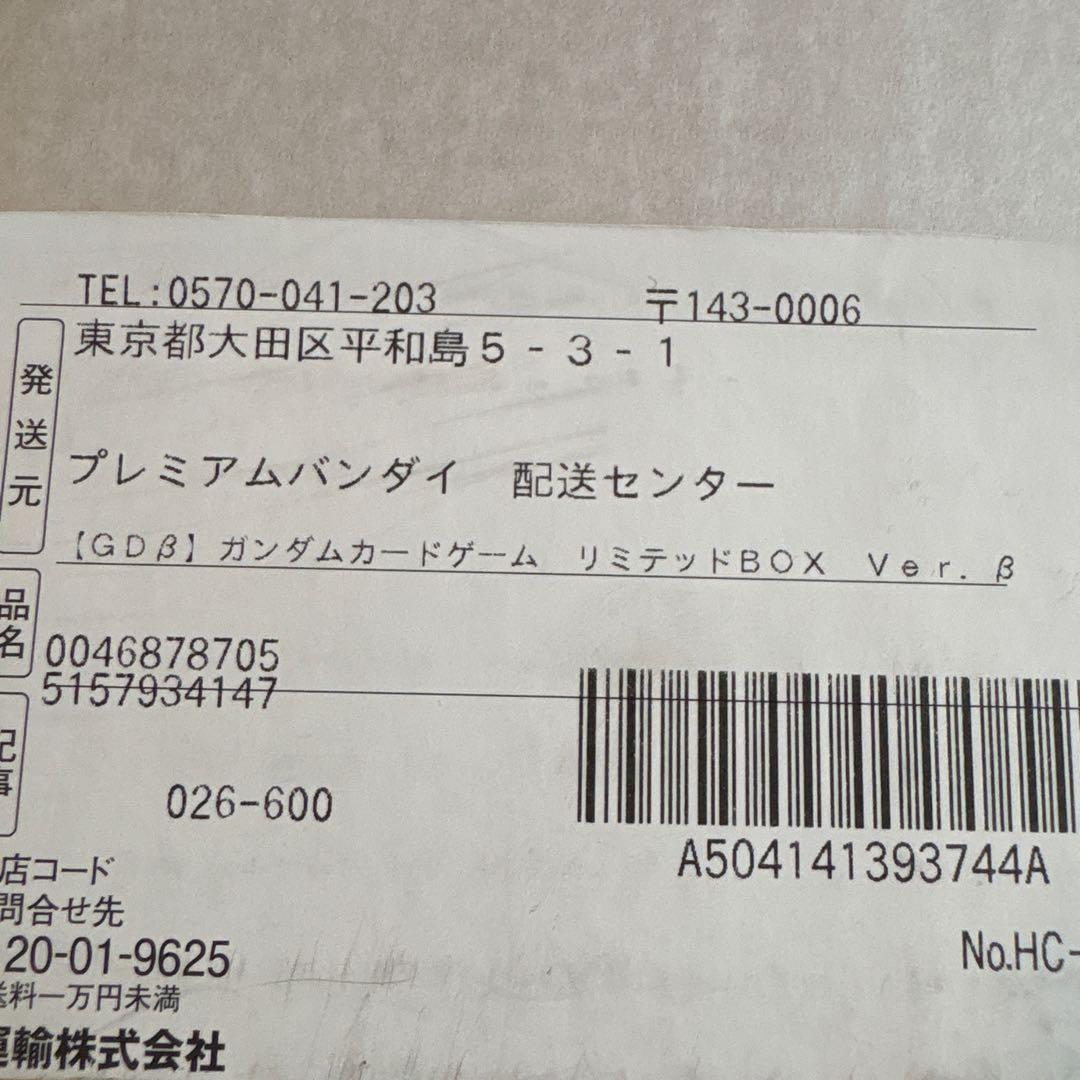 TEL:0570-041-203 〒143-0006
東京都大田区平和島5-3-1
発送元
プレミアムバンダイ 配送センター
【GDβ】ガンダムカードゲーム リミテッドBOX Ver.β
品名
0046878705
5157934147
記事
026-600
A504141393744A
店コード
問合せ先
No.HC-
20-01-9625
送料一万円未満
運輸株式会社